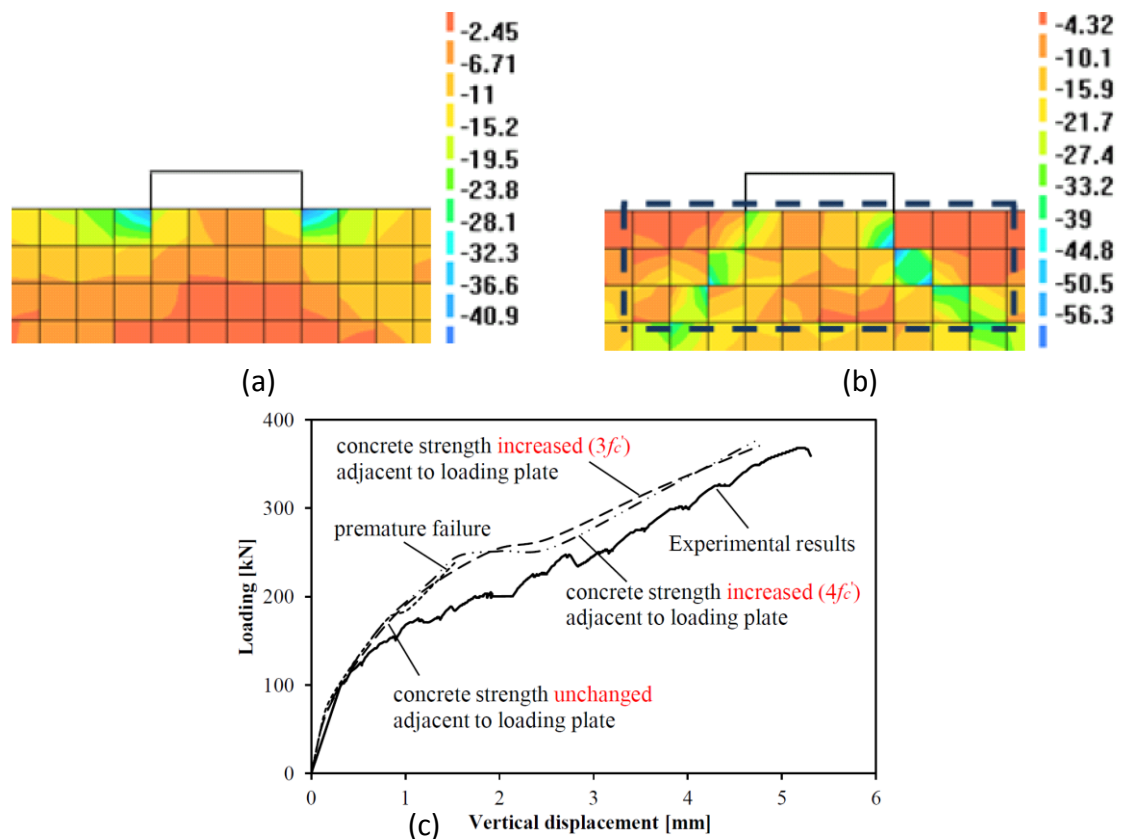 -2.45
-6.71
-11
-15.2
-19.5
-23.8
-28.1
-32.3
-36.6
-40.9
(a)
-4.32
-10.1
-15.9
-21.7
-27.4
-33.2
-39
-44.8
-50.5
-56.3
(b)
400
300
200
100
0
Loading [kN]
concrete strength increased (3fc')
adjacent to loading plate
premature failure
Experimental results
concrete strength increased (4fc')
adjacent to loading plate
concrete strength unchanged
adjacent to loading plate
0 1 2 3 4 5 6
(c) Vertical displacement [mm]